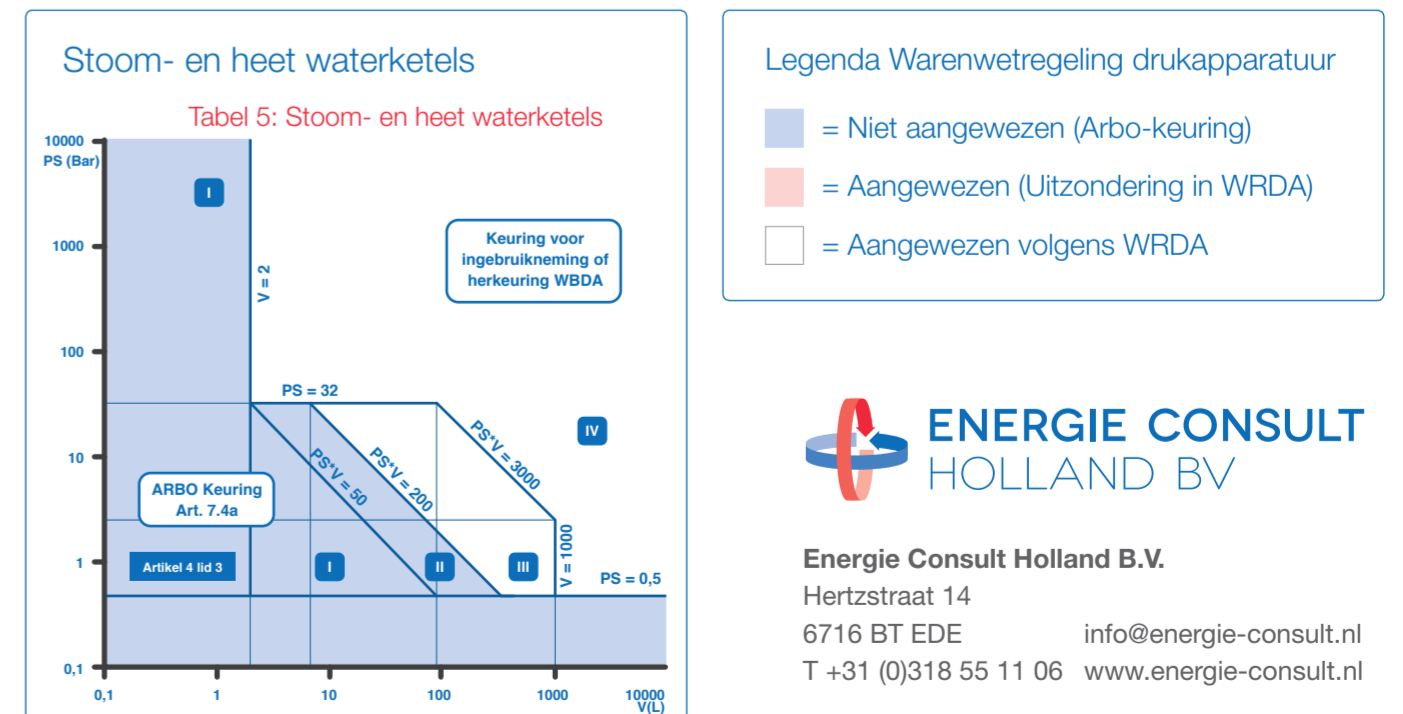 Stoom- en heet waterketels
Tabel 5: Stoom- en heet waterketels
10000
PS (Bar)
I
1000
Keuring voor
ingebruikneming of
herkeuring WBDA
V = 2
100
PS = 32
PS*V = 50
PS*V = 200
PS*V = 3000
IV
10
ARBO Keuring
Art. 7.4a
1
Artikel 4 lid 3
I
II
III
V = 1000
PS = 0,5
0,1
0,1
1
10
100
1000
10000
V(L)
Legenda Warenwetregeling drukapparatuur
= Niet aangewezen (Arbo-keuring)
= Aangewezen (Uitzondering in WRDA)
= Aangewezen volgens WRDA
ENERGIE CONSULT
HOLLAND BV
Energie Consult Holland B.V.
Hertzstraat 14
6716 BT EDE info@energie-consult.nl
T +31 (0)318 55 11 06 www.energie-consult.nl